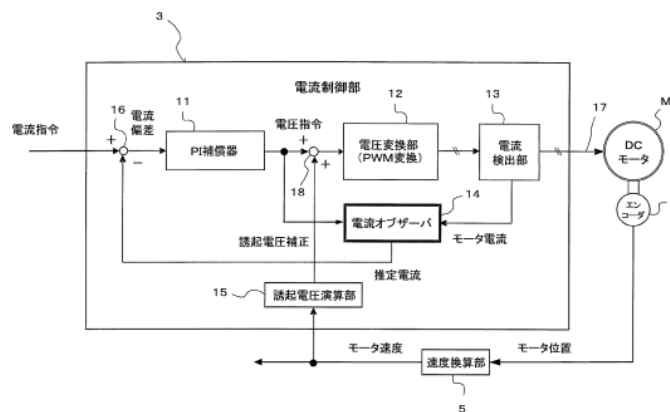 3
電流制御部
M
16
電流
偏差
11
電圧指令
12
13
17
電流指令
+
−
PI補償器
+
+
18
電圧変換部
(PWM変換)
電流
検出部
DC
モータ
エン
コーダ
14
電流オブザーバ
誘起電圧補正
モータ電流
推定電流
15
誘起電圧演算部
モータ速度
速度換算部
モータ位置
5